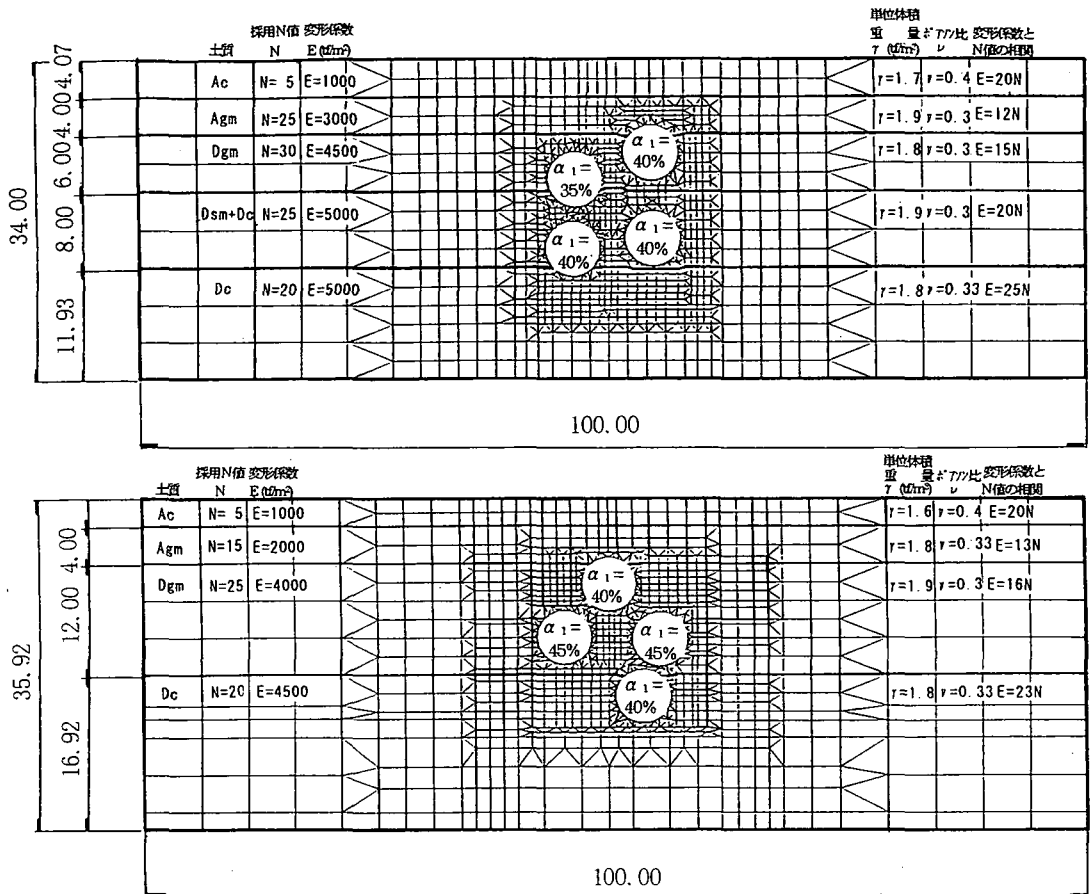 単位体積
採用N値 変形係数 重 量 ポアソン比 変形係数と
土質 N E (tf/m²) γ (tf/m³) ν N値の相関
Ac N= 5 E=1000 γ=1.7 ν=0.4 E=20N
Agm N=25 E=3000 γ=1.9 ν=0.3 E=12N
Dgm N=30 E=4500 γ=1.8 ν=0.3 E=15N
Dsm+Dc N=25 E=5000 γ=1.9 ν=0.3 E=20N
Dc N=20 E=5000 γ=1.8 ν=0.33 E=25N
α1=
40%
α1=
35%
α1=
40%
α1=
40%
4.07
4.00
6.00
8.00
11.93
34.00
100.00
単位体積
採用N値 変形係数 重 量 ポアソン比 変形係数と
土質 N E (tf/m²) γ (tf/m³) ν N値の相関
Ac N= 5 E=1000 γ=1.6 ν=0.4 E=20N
Agm N=15 E=2000 γ=1.8 ν=0.33 E=13N
Dgm N=25 E=4000 γ=1.9 ν=0.3 E=16N
Dc N=20 E=4500 γ=1.8 ν=0.33 E=23N
α1=
40%
α1=
45%
α1=
45%
α1=
40%
4.00
12.00
16.92
35.92
100.00